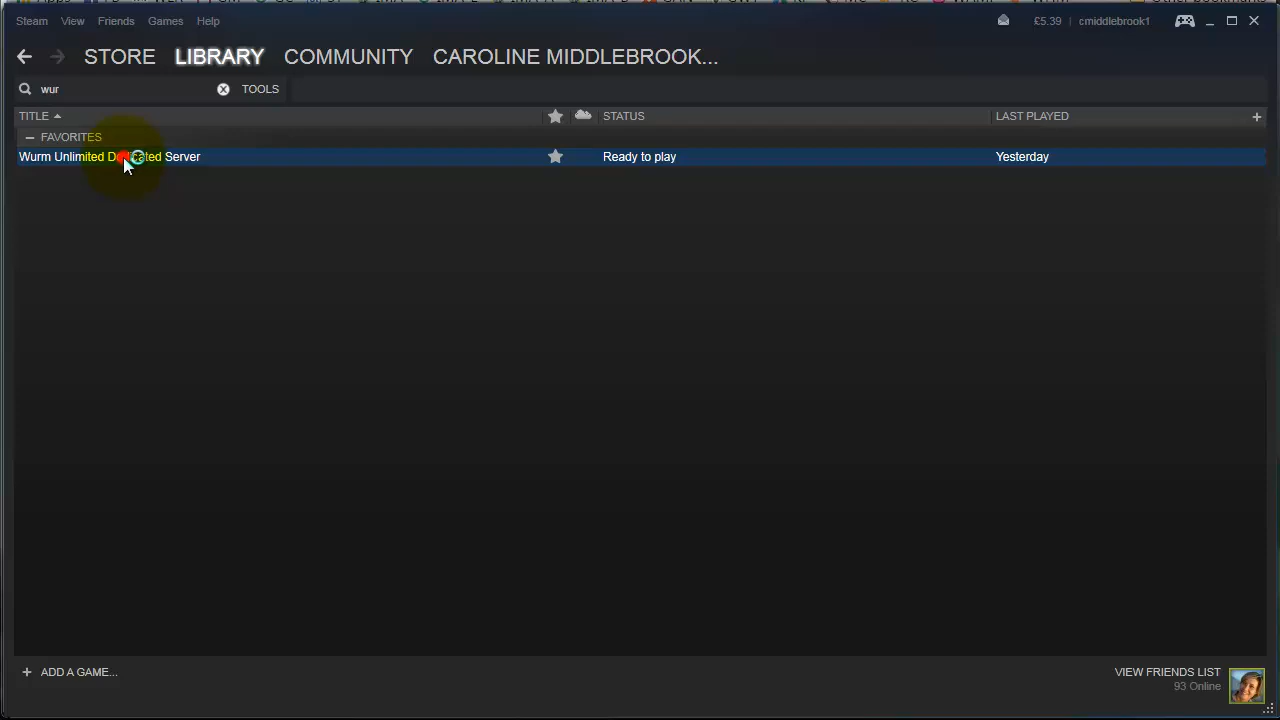 Steam View Friends Games Help £5.39 | cmiddlebrook1
STORE LIBRARY COMMUNITY CAROLINE MIDDLEBROOK...
wur TOOLS
TITLE STATUS LAST PLAYED +
— FAVORITES
Wurm Unlimited Dedicated Server Ready to play Yesterday
+ ADD A GAME... VIEW FRIENDS LIST
93 Online